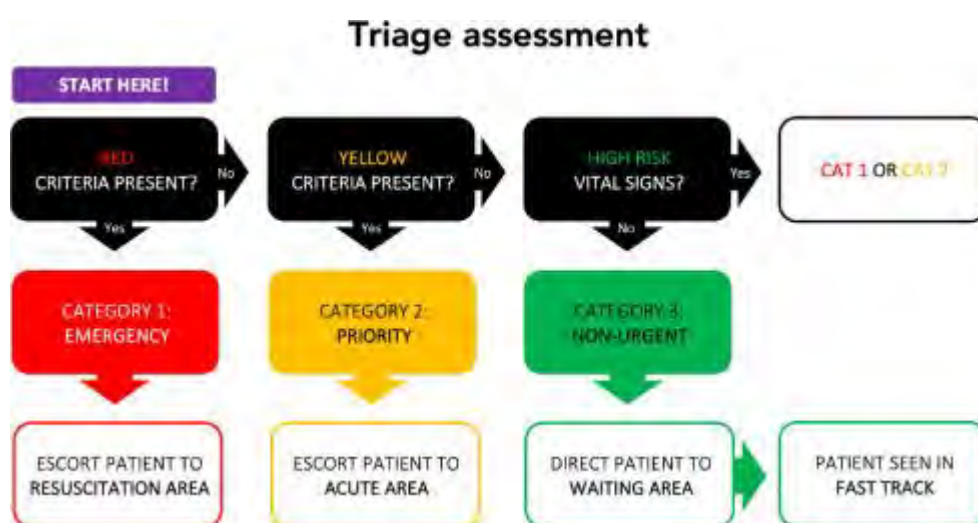 Triage assessment
START HERE!
RED
CRITERIA PRESENT?
No
YELLOW
CRITERIA PRESENT?
No
HIGH RISK
VITAL SIGNS?
Yes
CAT 1 OR CAT 2
Yes
Yes
No
CATEGORY 1:
EMERGENCY
CATEGORY 2:
PRIORITY
CATEGORY 3:
NON-URGENT
ESCORT PATIENT TO
RESUSCITATION AREA
ESCORT PATIENT TO
ACUTE AREA
DIRECT PATIENT TO
WAITING AREA
PATIENT SEEN IN
FAST TRACK